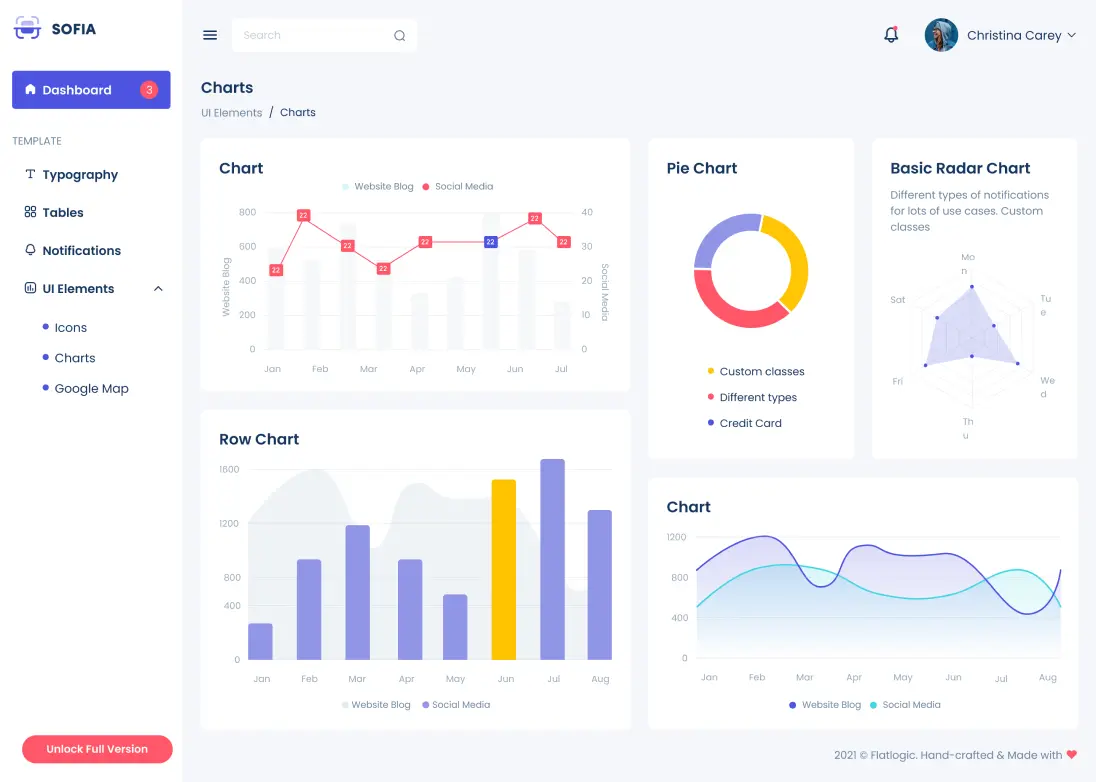 SOFIA
Search
Christina Carey
Dashboard
3
TEMPLATE
Typography
Tables
Notifications
UI Elements
Icons
Charts
Google Map
Unlock Full Version
Charts
UI Elements / Charts
Chart
Website Blog Social Media
800
600
400
200
0
Website Blog
22
22
22
22
22
22
22
22
40
30
20
10
0
Social Media
Jan Feb Mar Apr May Jun Jul
Pie Chart
Custom classes
Different types
Credit Card
Basic Radar Chart
Different types of notifications
for lots of use cases. Custom
classes
Mo
n
Tu
e
We
d
Th
u
Fri
Sat
Row Chart
1600
1200
800
400
0
Jan Feb Mar Apr May Jun Jul Aug
Website Blog Social Media
Chart
1200
800
400
0
Jan Feb Mar Apr May Jun Jul Aug
Website Blog Social Media
2021 © Flatlogic. Hand-crafted & Made with